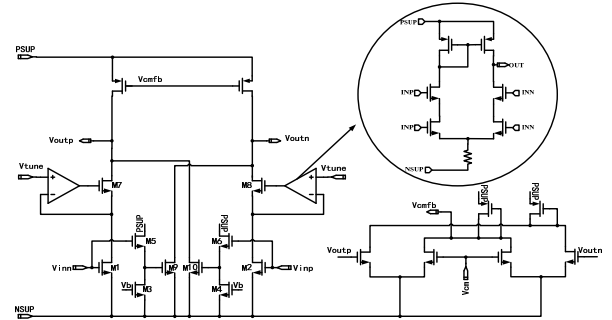 PSUP
Vcmfb
Voutp
Voutn
Vtune
Vtune
+
-
+
-
M7
M8
PSUP
PSUP
M5
M6
Vinn
M1
M9
M10
M2
Vinp
Vb
M3
M4
Vb
NSUP
PSUP
OUT
INP
INN
INP
INN
NSUP
Vcmfb
PSUP
PSUP
Voutp
Voutn
Vcm